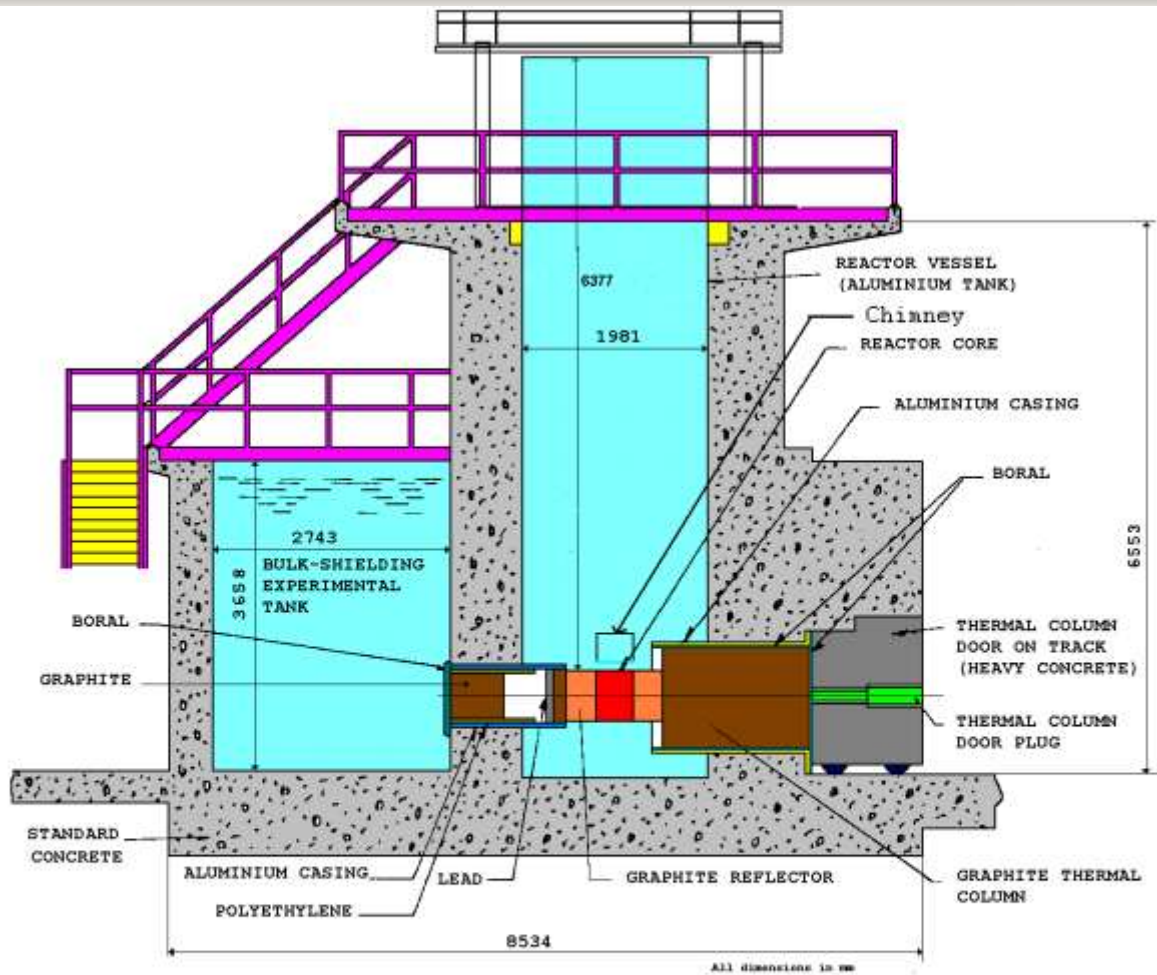 REACTOR VESSEL
(ALUMINIUM TANK)
6377
Chimney
1981
REACTOR CORE
ALUMINIUM CASING
BORAL
2743
6553
BULK-SHIELDING
EXPERIMENTAL
TANK
3658
BORAL
THERMAL COLUMN
DOOR ON TRACK
(HEAVY CONCRETE)
GRAPHITE
THERMAL COLUMN
DOOR PLUG
STANDARD
CONCRETE
ALUMINIUM CASING
LEAD
GRAPHITE REFLECTOR
GRAPHITE THERMAL
COLUMN
POLYETHYLENE
8534
All dimensions in mm